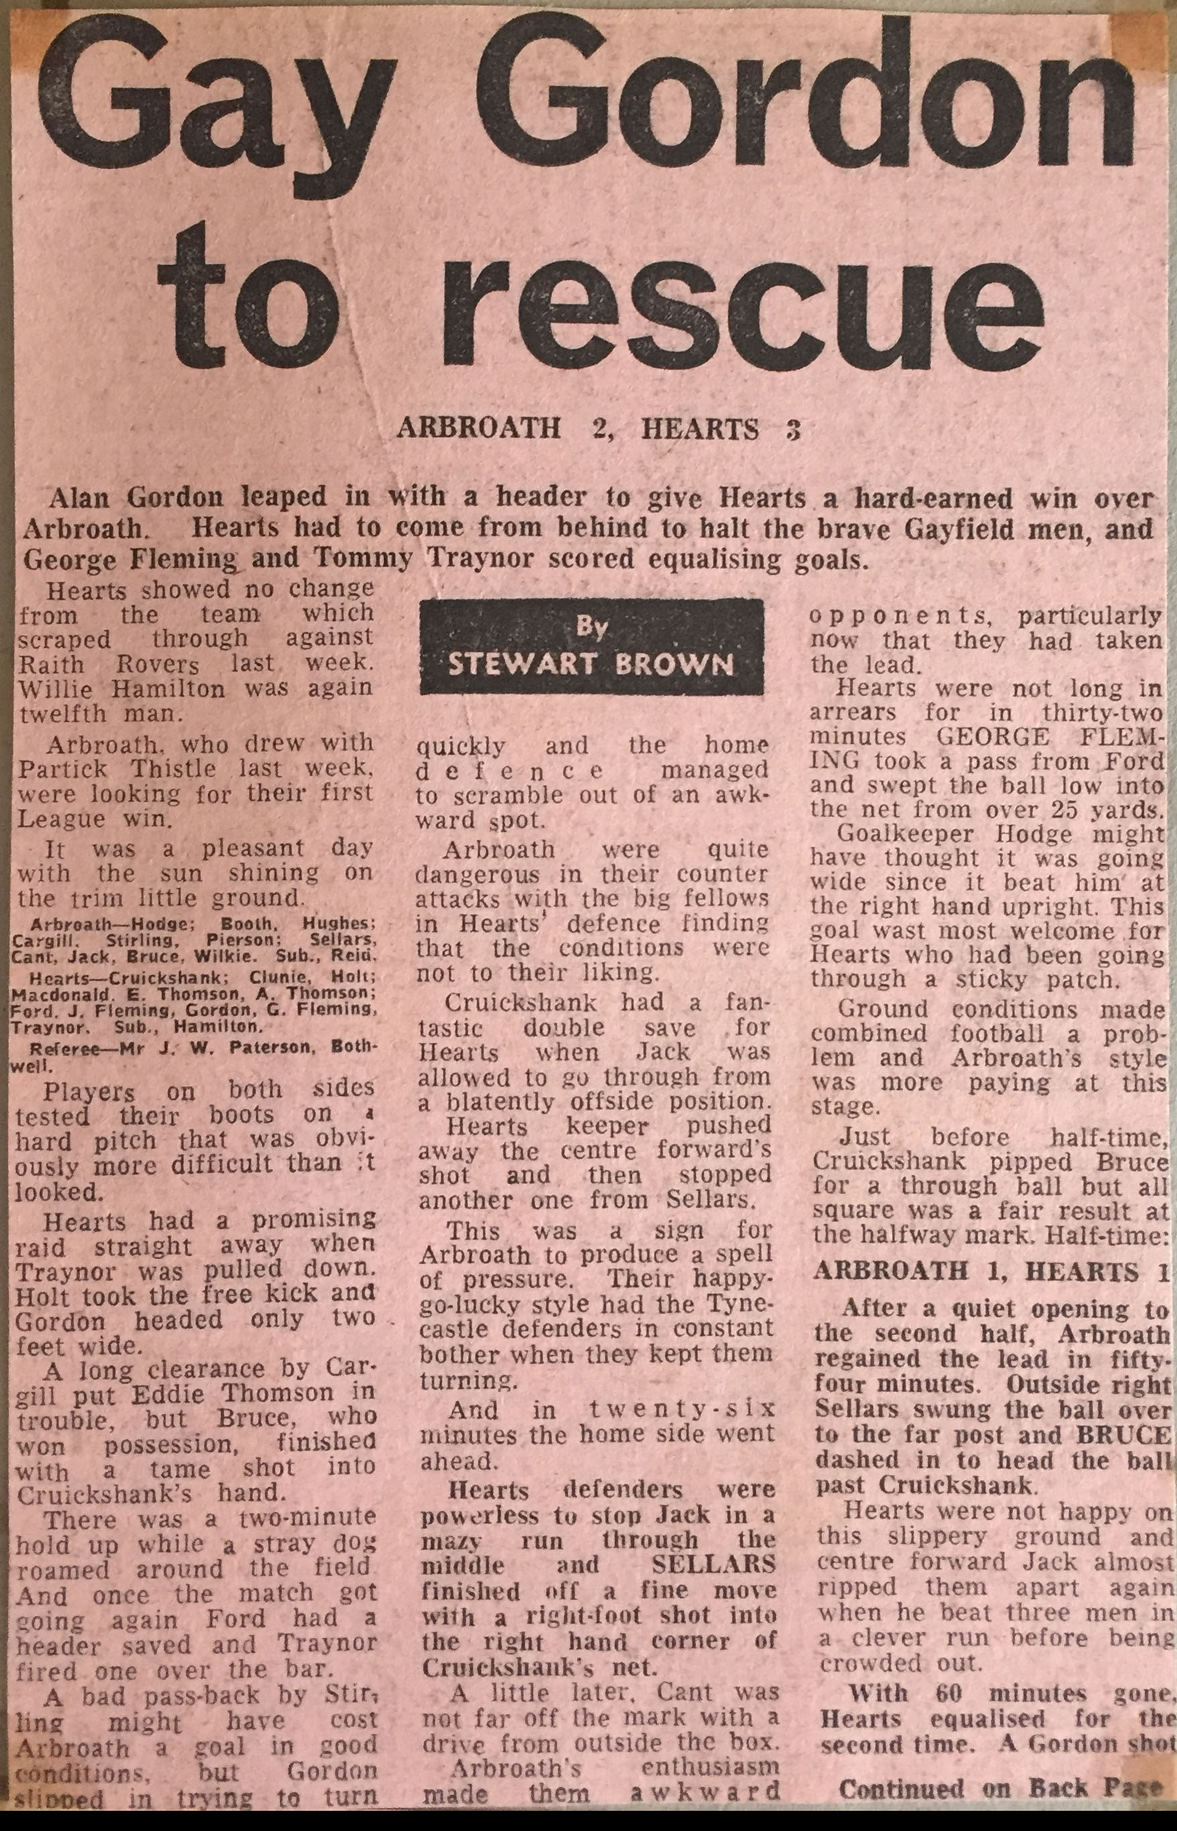 Gay Gordon
to rescue
ARBROATH 2, HEARTS 3
Alan Gordon leaped in with a header to give Hearts a hard-earned win over
Arbroath. Hearts had to come from behind to halt the brave Gayfield men, and
George Fleming and Tommy Traynor scored equalising goals.
Hearts showed no change
from the team which
scraped through against
Raith Rovers last week.
Willie Hamilton was again
twelfth man.
Arbroath, who drew with
Partick Thistle last week,
were looking for their first
League win.
It was a pleasant day
with the sun shining on
the trim little ground.
Arbroath—Hodge; Booth, Hughes;
Cargill, Stirling, Pierson; Sellars,
Cant, Jack, Bruce, Wilkie. Sub., Reid.
Hearts—Cruickshank; Clunie, Holt;
Macdonald, E. Thomson, A. Thomson;
Ford, J. Fleming, Gordon, G. Fleming,
Traynor. Sub., Hamilton.
Referee—Mr J. W. Paterson, Both-
well.
Players on both sides
tested their boots on a
hard pitch that was obvi-
ously more difficult than it
looked.
Hearts had a promising
raid straight away when
Traynor was pulled down.
Holt took the free kick and
Gordon headed only two
feet wide.
A long clearance by Car-
gill put Eddie Thomson in
trouble, but Bruce, who
won possession, finished
with a tame shot into
Cruickshank's hand.
There was a two-minute
hold up while a stray dog
roamed around the field
And once the match got
going again Ford had a
header saved and Traynor
fired one over the bar.
A bad pass-back by Stir-
ling might have cost
Arbroath a goal in good
conditions, but Gordon
slipped in trying to turn
By
STEWART BROWN
quickly and the home
defence managed
to scramble out of an awk-
ward spot.
Arbroath were quite
dangerous in their counter
attacks with the big fellows
in Hearts' defence finding
that the conditions were
not to their liking.
Cruickshank had a fan-
tastic double save for
Hearts when Jack was
allowed to go through from
a blatently offside position.
Hearts keeper pushed
away the centre forward's
shot and then stopped
another one from Sellars.
This was a sign for
Arbroath to produce a spell
of pressure. Their happy-
go-lucky style had the Tyne-
castle defenders in constant
bother when they kept them
turning.
And in twenty-six
minutes the home side went
ahead.
Hearts defenders were
powerless to stop Jack in a
mazy run through the
middle and SELLARS
finished off a fine move
with a right-foot shot into
the right hand corner of
Cruickshank's net.
A little later, Cant was
not far off the mark with a
drive from outside the box.
Arbroath's enthusiasm
made them awkward
opponents, particularly
now that they had taken
the lead.
Hearts were not long in
arrears for in thirty-two
minutes GEORGE FLEM-
ING took a pass from Ford
and swept the ball low into
the net from over 25 yards.
Goalkeeper Hodge might
have thought it was going
wide since it beat him at
the right hand upright. This
goal wast most welcome for
Hearts who had been going
through a sticky patch.
Ground conditions made
combined football a prob-
lem and Arbroath's style
was more paying at this
stage.
Just before half-time,
Cruickshank pipped Bruce
for a through ball but all
square was a fair result at
the halfway mark. Half-time:
ARBROATH 1, HEARTS 1
After a quiet opening to
the second half, Arbroath
regained the lead in fifty-
four minutes. Outside right
Sellars swung the ball over
to the far post and BRUCE
dashed in to head the ball
past Cruickshank.
Hearts were not happy on
this slippery ground and
centre forward Jack almost
ripped them apart again
when he beat three men in
a clever run before being
crowded out.
With 60 minutes gone,
Hearts equalised for the
second time. A Gordon shot
Continued on Back Page